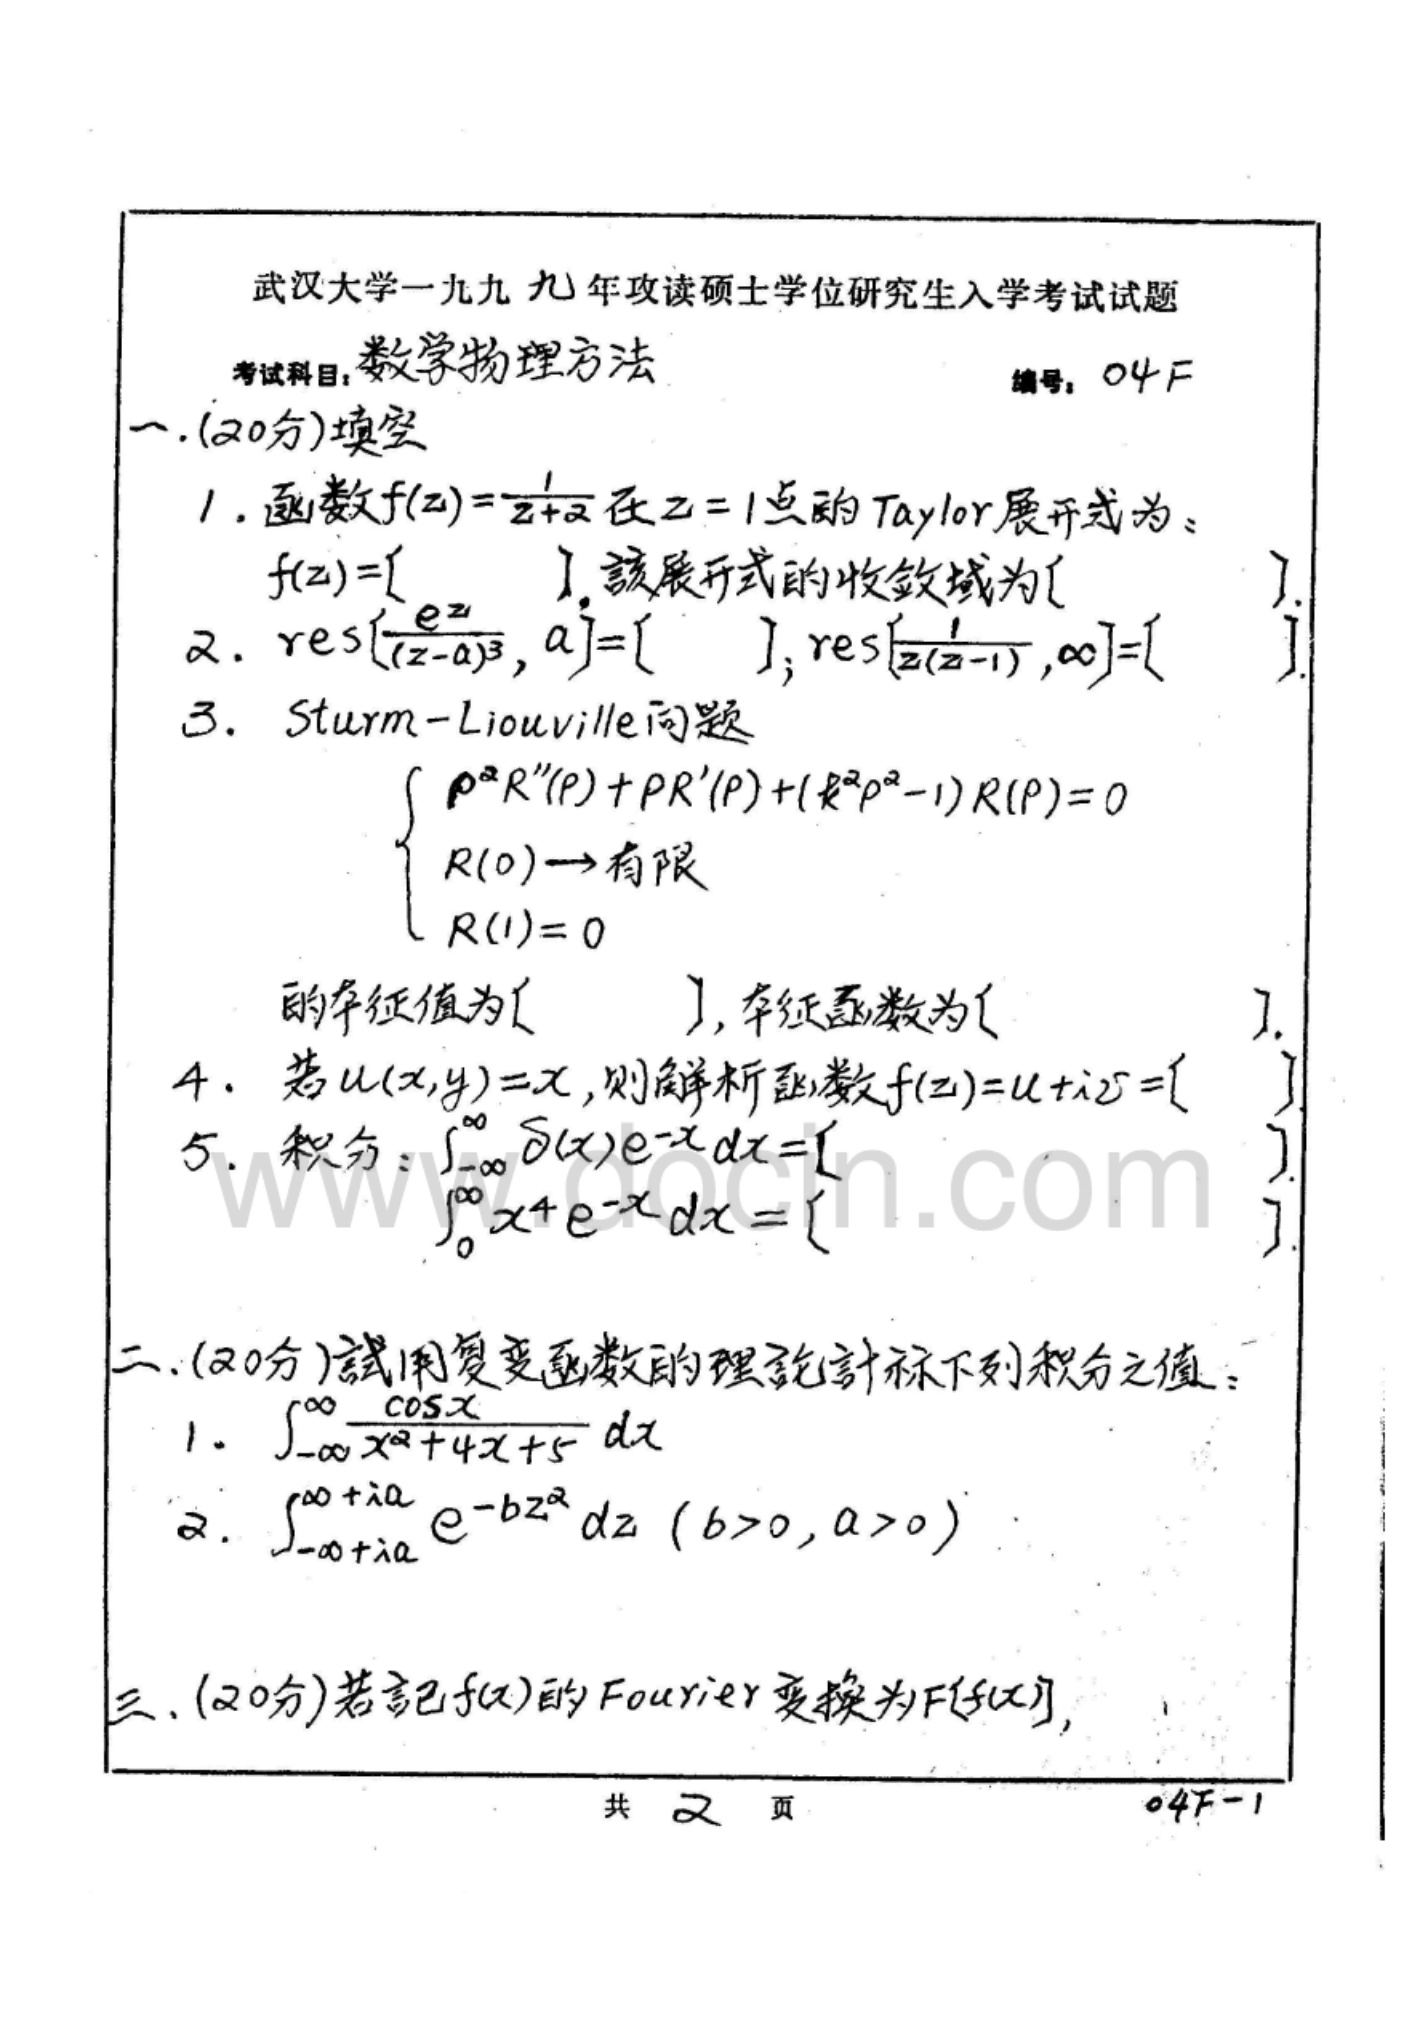 武汉大学一九九九年攻读硕士学位研究生入学考试试题
考试科目：数学物理方法 编号：04F
一.(20分)填空
1. 函数f(z)=1/(z+2)在z=1点的Taylor展开式为：
f(z)=[ ].該展开式的收敛域为[ ].
2. res[e^z/(z-a)^3, a]=[ ]; res[1/(z(z-1)),∞]=[ ].
3. Sturm-Liouville问题
ρ²R''(ρ)+ρR'(ρ)+(k²ρ²-1)R(ρ)=0
R(0)→有限
R(1)=0
的本征值为[ ],本征函数为[ ].
4. 若u(x,y)=x,则解析函数f(z)=u+iv=[ ].
5. 积分：∫_{-∞}^{∞} δ(x)e^{-x}dx=[ ].
∫_0^∞ x^4 e^{-x}dx=[ ].
www.docin.com
二.(20分)試用复变函数的理論計祘下列积分之值：
1. ∫_{-∞}^{∞} cosx/(x²+4x+5) dx
2. ∫_{-∞+ia}^{∞+ia} e^{-bz²}dz (b>0,a>0)
三.(20分)若記f(x)的Fourier变换为F[f(x)],
共 2 页 04F-1